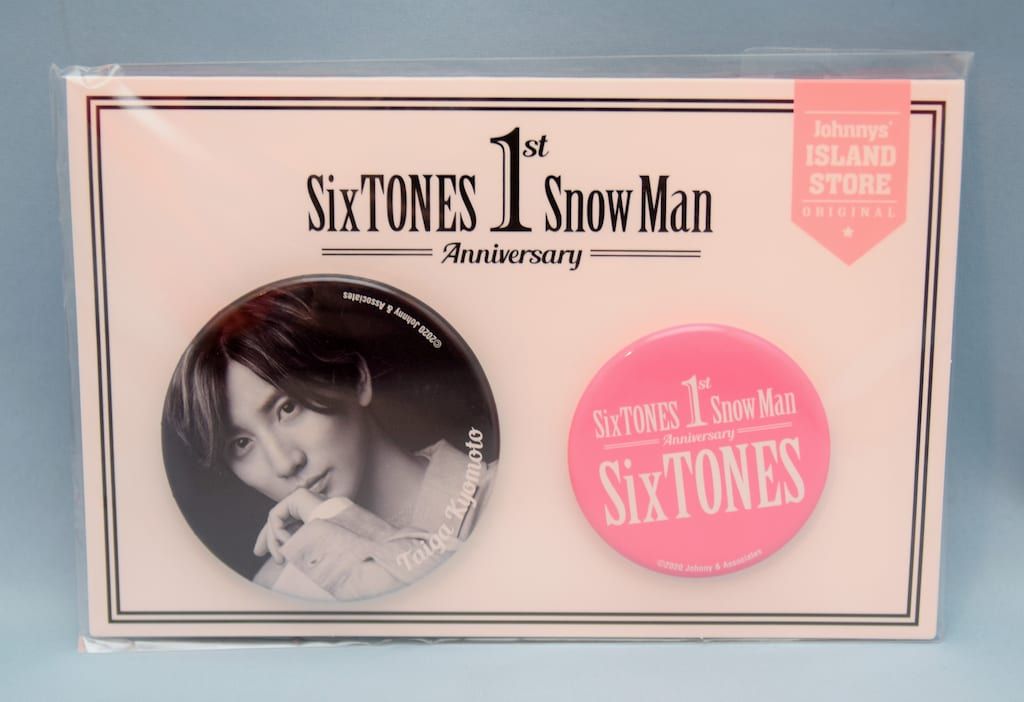 1st
SixTONES Snow Man
Anniversary
Johnnys'
ISLAND
STORE
ORIGINAL
©2020 Johnny & Associates
Taiga Kyomoto
1st
SixTONES Snow Man
Anniversary
SixTONES
©2020 Johnny & Associates